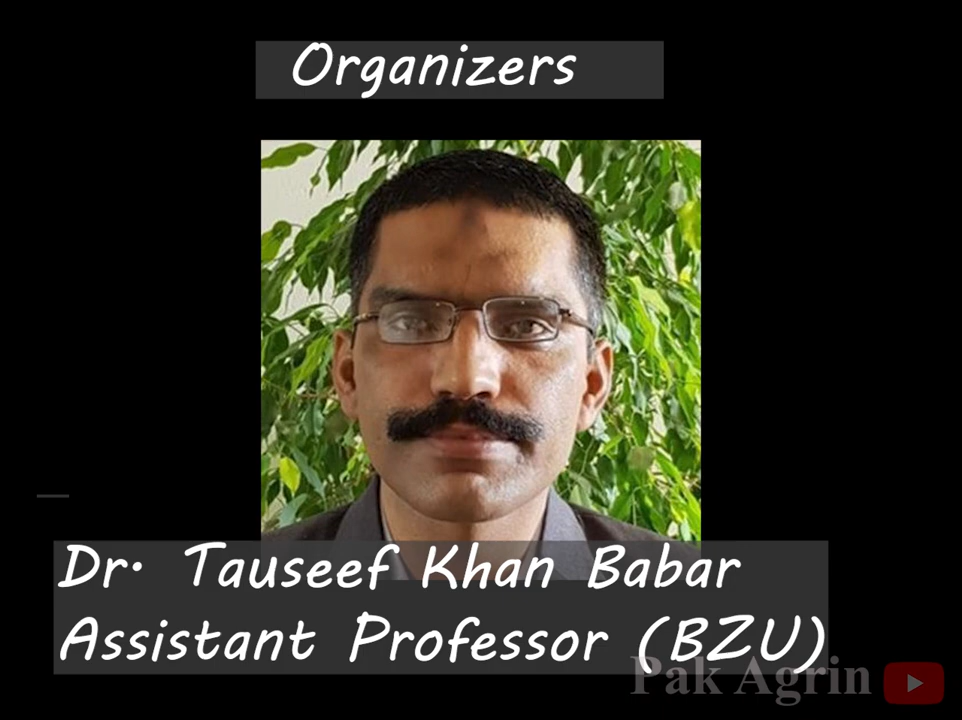 Organizers
Dr. Tauseef Khan Babar
Assistant Professor (BZU)
Pak Agrin